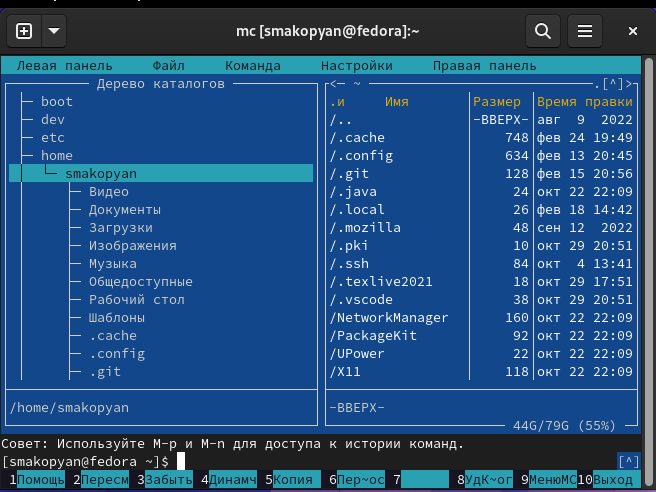 mc [smakopyan@fedora]:~
Левая панель Файл Команда Настройки Правая панель
Дерево каталогов
boot
dev
etc
home
smakopyan
Видео
Документы
Загрузки
Изображения
Музыка
Общедоступные
Рабочий стол
Шаблоны
.cache
.config
.git
/home/smakopyan
<─ ~ .[^]>
.и Имя Размер Время правки
/.. -ВВЕРХ- авг 9 2022
/.cache 748 фев 24 19:49
/.config 634 фев 13 20:45
/.git 128 фев 15 20:56
/.java 24 окт 22 22:09
/.local 26 фев 18 14:42
/.mozilla 48 сен 12 2022
/.pki 10 окт 29 20:51
/.ssh 84 окт 4 13:41
/.texlive2021 18 окт 29 17:51
/.vscode 38 окт 29 20:51
/NetworkManager 160 окт 22 22:09
/PackageKit 92 окт 22 22:09
/UPower 22 окт 22 22:09
/X11 118 окт 22 22:09
-ВВЕРХ-
44G/79G (55%)
Совет: Используйте M-p и M-n для доступа к истории команд.
[smakopyan@fedora ~]$ [^]
1Помощь 2Пересм 3Забыть 4Динамч 5Копия 6Пер~ос 7 8УдК~ог 9МенюМС 10Выход